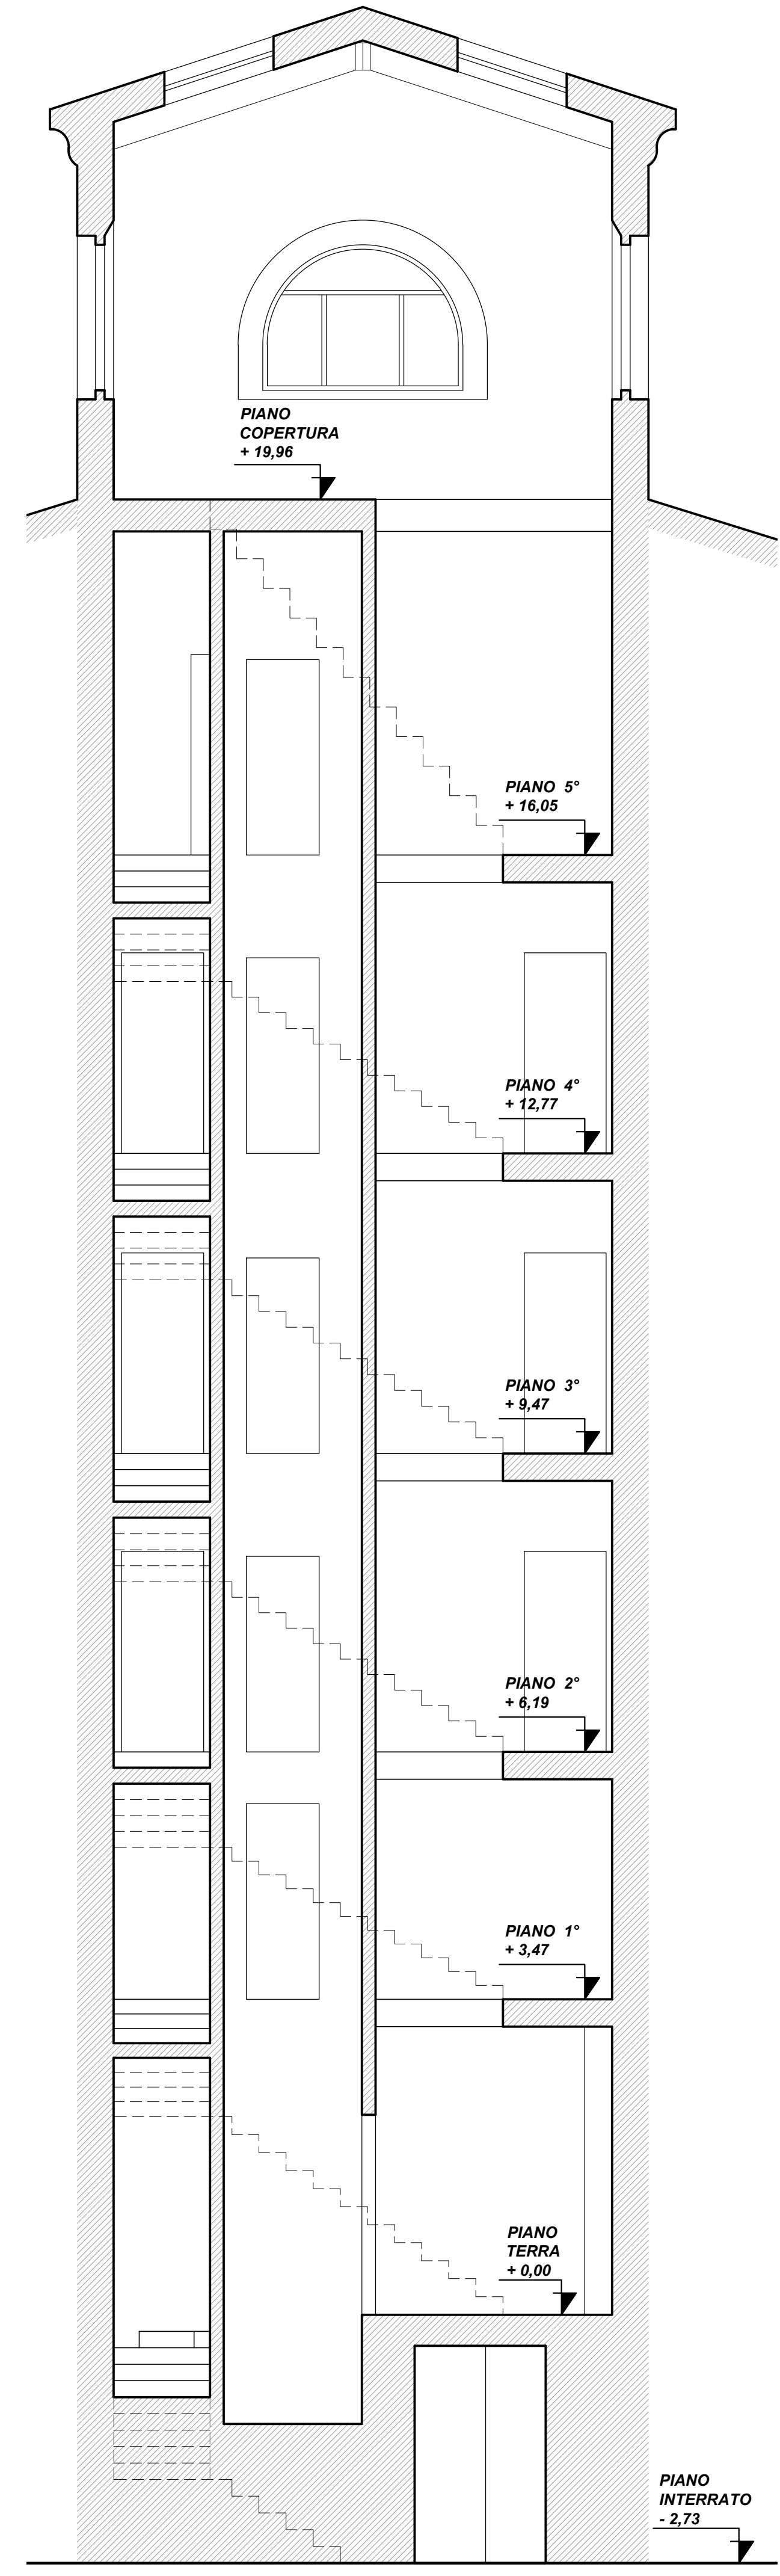 PIANO
COPERTURA
+ 19,96
PIANO 5°
+ 16,05
PIANO 4°
+ 12,77
PIANO 3°
+ 9,47
PIANO 2°
+ 6,19
PIANO 1°
+ 3,47
PIANO
TERRA
+ 0,00
PIANO
INTERRATO
- 2,73